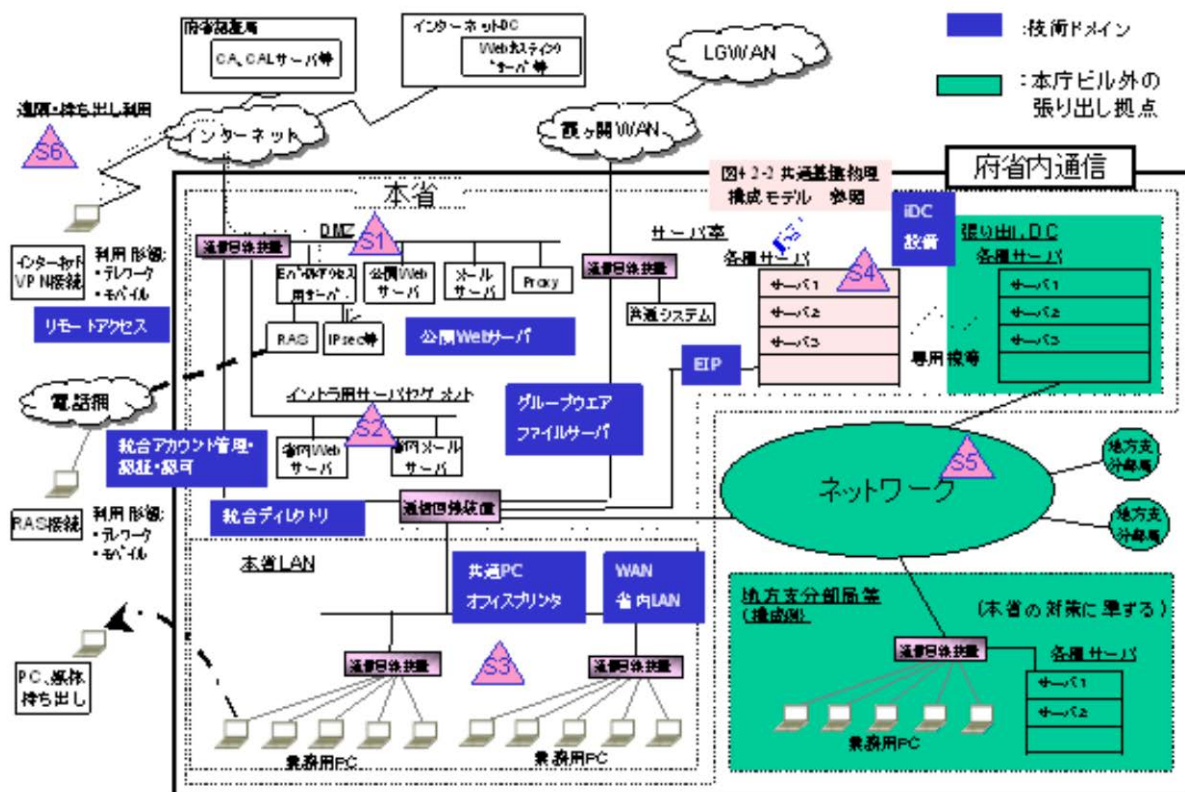 府省認証局
CA、CALサーバ等
インターネットDC
Webホスティング
サーバ等
LGWAN
:技術ドメイン
:本庁ビル外の
張り出し拠点
遠隔・持ち出し利用
S6
インターネット
霞ヶ関WAN
府省内通信
本省
図4.2-2 共通基盤物理
構成モデル 参照
iDC
設備
張り出しDC
各種サーバ
サーバ1
サーバ2
サーバ3
インターネット
VPN接続
利用形態:
・テレワーク
・モバイル
リモートアクセス
通信回線装置
DMZ
S1
用サーバ
公開Web
サーバ
メール
サーバ
Proxy
RAS
IPsec等
公開Webサーバ
サーバ室
通信回線装置
共通システム
各種サーバ
S4
サーバ1
サーバ2
サーバ3
専用線等
EIP
電話網
イントラ用サーバセグメント
S2
省内Web
サーバ
省内メール
サーバ
グループウエア
ファイルサーバ
統合アカウント管理・
認証・認可
統合ディレクトリ
通信回線装置
S5
ネットワーク
地方支
分部局
地方支
分部局
RAS接続
利用形態:
・テレワーク
・モバイル
本省LAN
共通PC
オフィスプリンタ
WAN
省内LAN
S3
通信回線装置
通信回線装置
業務用PC
業務用PC
PC、媒体
持ち出し
地方支分部局等
(構成例)
(本省の対策に準ずる)
通信回線装置
各種サーバ
サーバ1
サーバ2
業務用PC